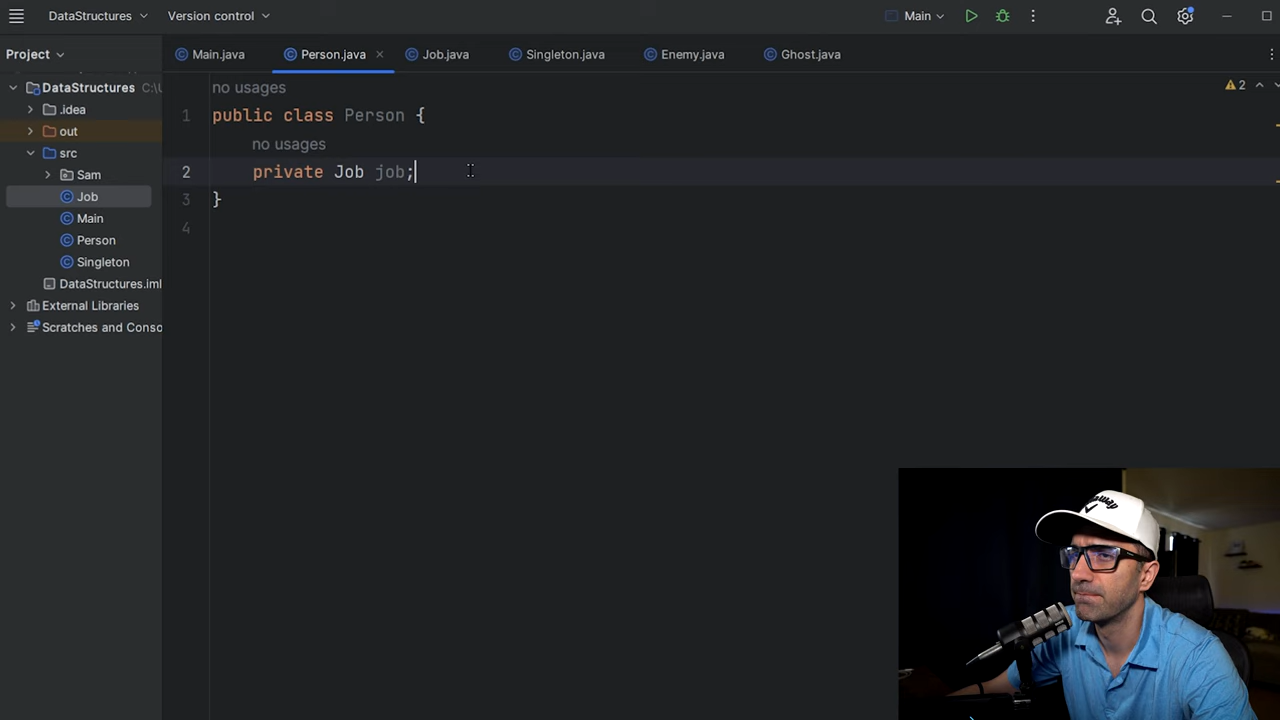 DataStructures
Version control
Main
Project
Main.java
Person.java
Job.java
Singleton.java
Enemy.java
Ghost.java
DataStructures C:\U
.idea
out
src
Sam
Job
Main
Person
Singleton
DataStructures.iml
External Libraries
Scratches and Conso
no usages
1 public class Person {
no usages
2 private Job job;
3 }
4
2
Callaway